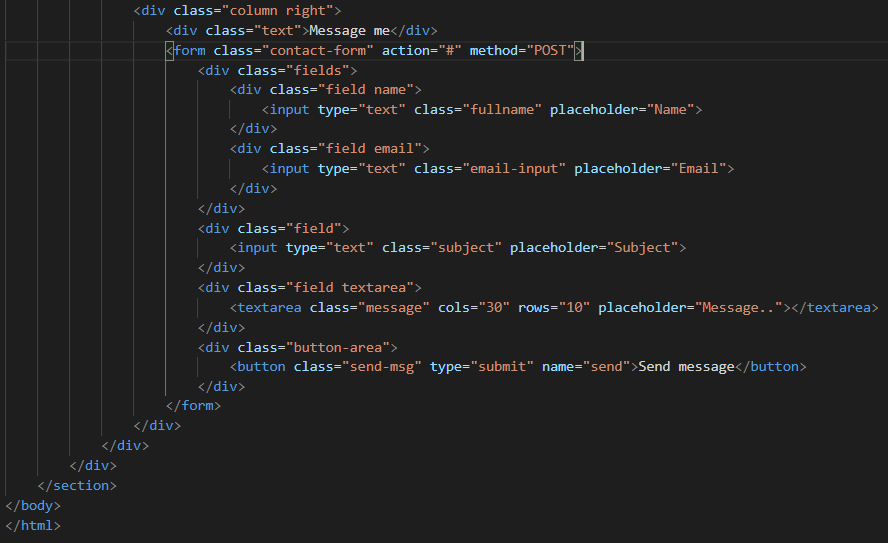 <div class="column right">
<div class="text">Message me</div>
<form class="contact-form" action="#" method="POST">
<div class="fields">
<div class="field name">
<input type="text" class="fullname" placeholder="Name">
</div>
<div class="field email">
<input type="text" class="email-input" placeholder="Email">
</div>
</div>
<div class="field">
<input type="text" class="subject" placeholder="Subject">
</div>
<div class="field textarea">
<textarea class="message" cols="30" rows="10" placeholder="Message.."></textarea>
</div>
<div class="button-area">
<button class="send-msg" type="submit" name="send">Send message</button>
</div>
</form>
</div>
</div>
</div>
</section>
</body>
</html>